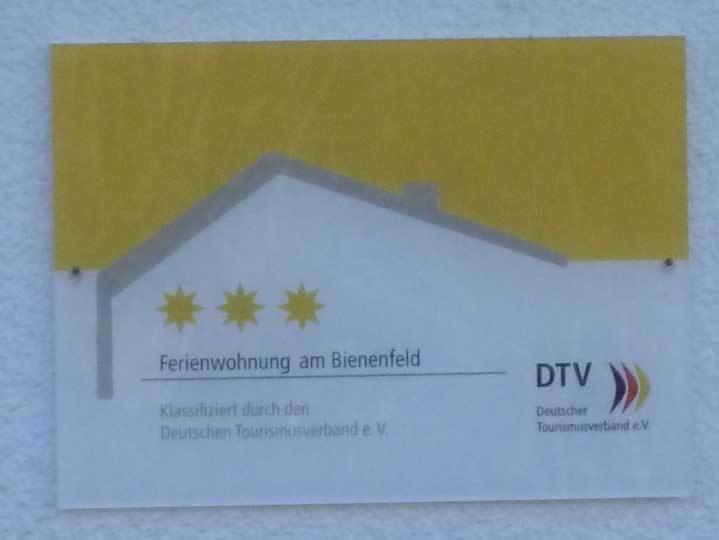 Ferienwohnung am Bienenfeld
Klassifiziert durch den
Deutschen Tourismusverband e. V.
DTV
Deutscher
Tourismusverband e.V.